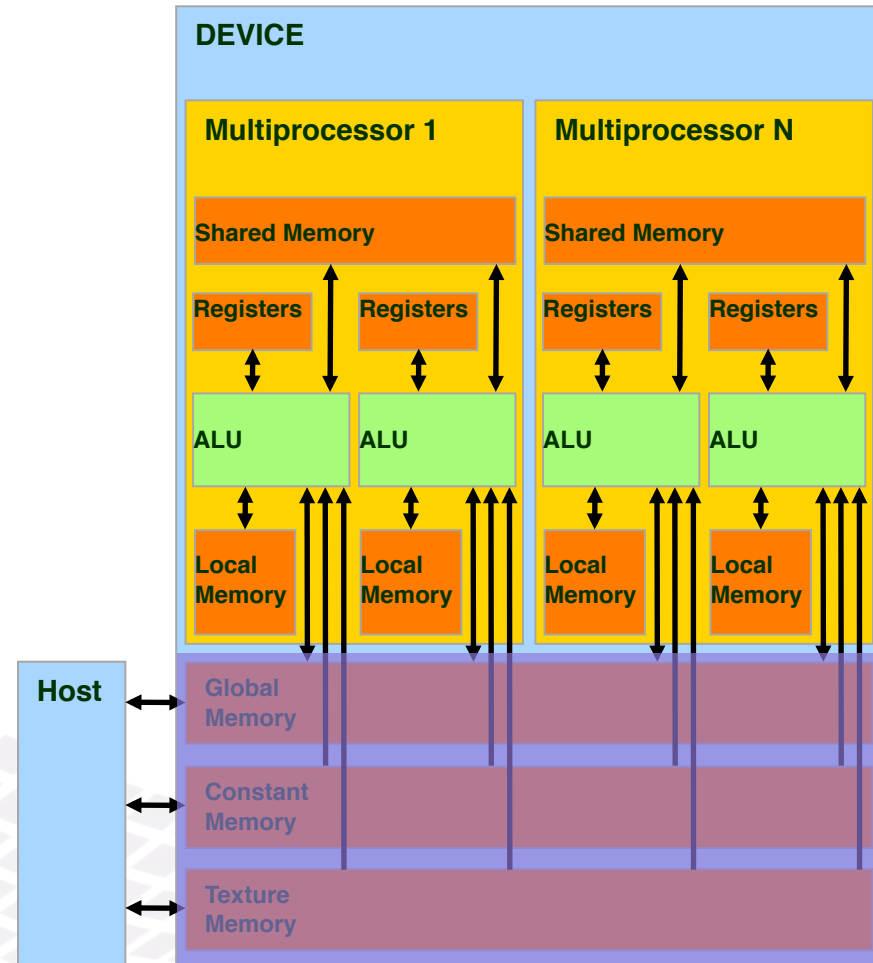 DEVICE
Multiprocessor 1
Multiprocessor N
Shared Memory
Shared Memory
Registers
Registers
Registers
Registers
ALU
ALU
ALU
ALU
Local
Memory
Local
Memory
Local
Memory
Local
Memory
Host
Global
Memory
Constant
Memory
Texture
Memory